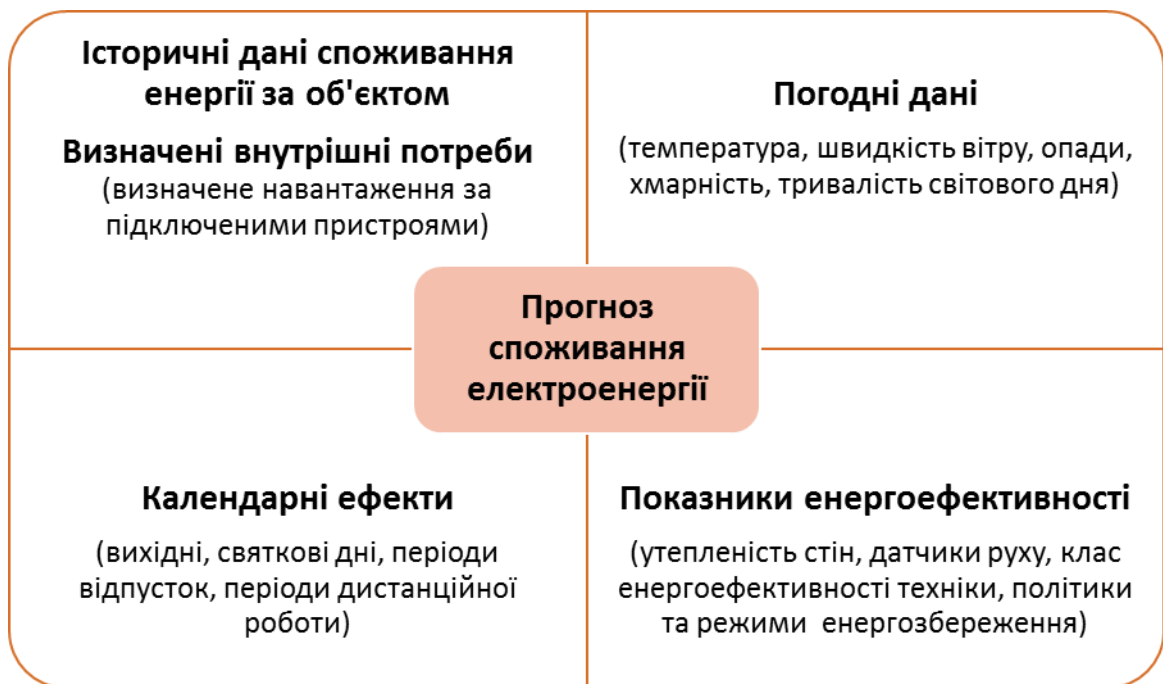 Історичні дані споживання
енергії за об'єктом
Визначені внутрішні потреби
(визначене навантаження за
підключеними пристроями)
Погодні дані
(температура, швидкість вітру, опади,
хмарність, тривалість світового дня)
Прогноз
споживання
електроенергії
Календарні ефекти
(вихідні, святкові дні, періоди
відпусток, періоди дистанційної
роботи)
Показники енергоефективності
(утепленість стін, датчики руху, клас
енергоефективності техніки, політики
та режими енергозбереження)